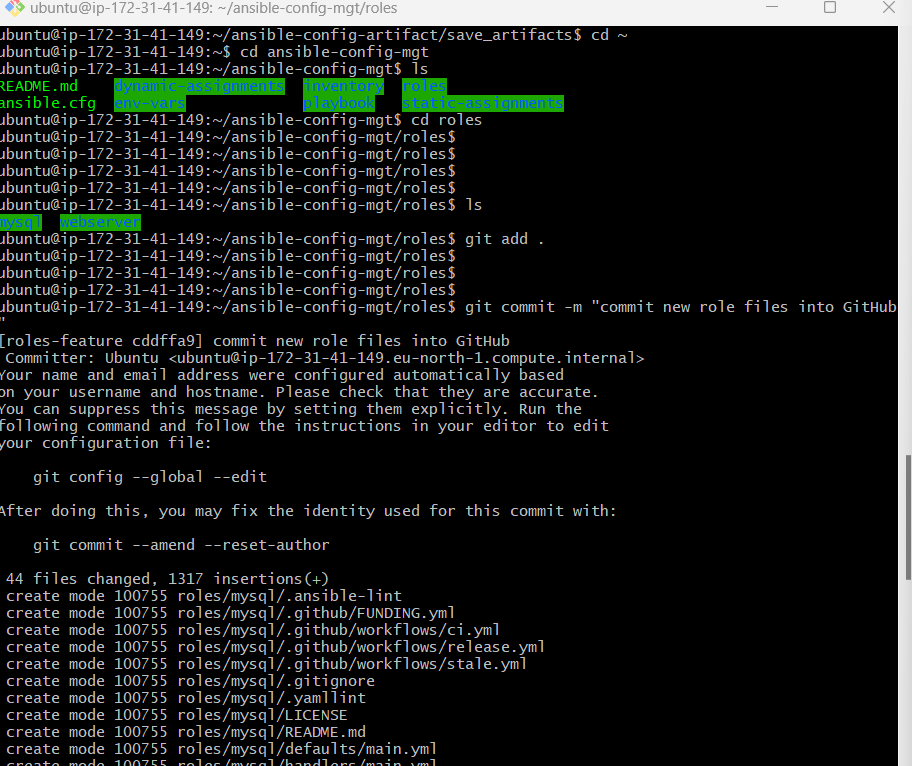 ubuntu@ip-172-31-41-149: ~/ansible-config-mgt/roles
ubuntu@ip-172-31-41-149:~/ansible-config-artifact/save_artifacts$ cd ~
ubuntu@ip-172-31-41-149:~$ cd ansible-config-mgt
ubuntu@ip-172-31-41-149:~/ansible-config-mgt$ ls
README.md dynamic-assignments inventory roles
ansible.cfg env-vars playbook static-assignments
ubuntu@ip-172-31-41-149:~/ansible-config-mgt$ cd roles
ubuntu@ip-172-31-41-149:~/ansible-config-mgt/roles$
ubuntu@ip-172-31-41-149:~/ansible-config-mgt/roles$
ubuntu@ip-172-31-41-149:~/ansible-config-mgt/roles$
ubuntu@ip-172-31-41-149:~/ansible-config-mgt/roles$
ubuntu@ip-172-31-41-149:~/ansible-config-mgt/roles$ ls
mysql webserver
ubuntu@ip-172-31-41-149:~/ansible-config-mgt/roles$ git add .
ubuntu@ip-172-31-41-149:~/ansible-config-mgt/roles$
ubuntu@ip-172-31-41-149:~/ansible-config-mgt/roles$
ubuntu@ip-172-31-41-149:~/ansible-config-mgt/roles$
ubuntu@ip-172-31-41-149:~/ansible-config-mgt/roles$ git commit -m "commit new role files into GitHub
"
[roles-feature cddffa9] commit new role files into GitHub
Committer: Ubuntu <ubuntu@ip-172-31-41-149.eu-north-1.compute.internal>
Your name and email address were configured automatically based
on your username and hostname. Please check that they are accurate.
You can suppress this message by setting them explicitly. Run the
following command and follow the instructions in your editor to edit
your configuration file:
git config --global --edit
After doing this, you may fix the identity used for this commit with:
git commit --amend --reset-author
44 files changed, 1317 insertions(+)
create mode 100755 roles/mysql/.ansible-lint
create mode 100755 roles/mysql/.github/FUNDING.yml
create mode 100755 roles/mysql/.github/workflows/ci.yml
create mode 100755 roles/mysql/.github/workflows/release.yml
create mode 100755 roles/mysql/.github/workflows/stale.yml
create mode 100755 roles/mysql/.gitignore
create mode 100755 roles/mysql/.yamllint
create mode 100755 roles/mysql/LICENSE
create mode 100755 roles/mysql/README.md
create mode 100755 roles/mysql/defaults/main.yml
create mode 100755 roles/mysql/handlers/main.yml